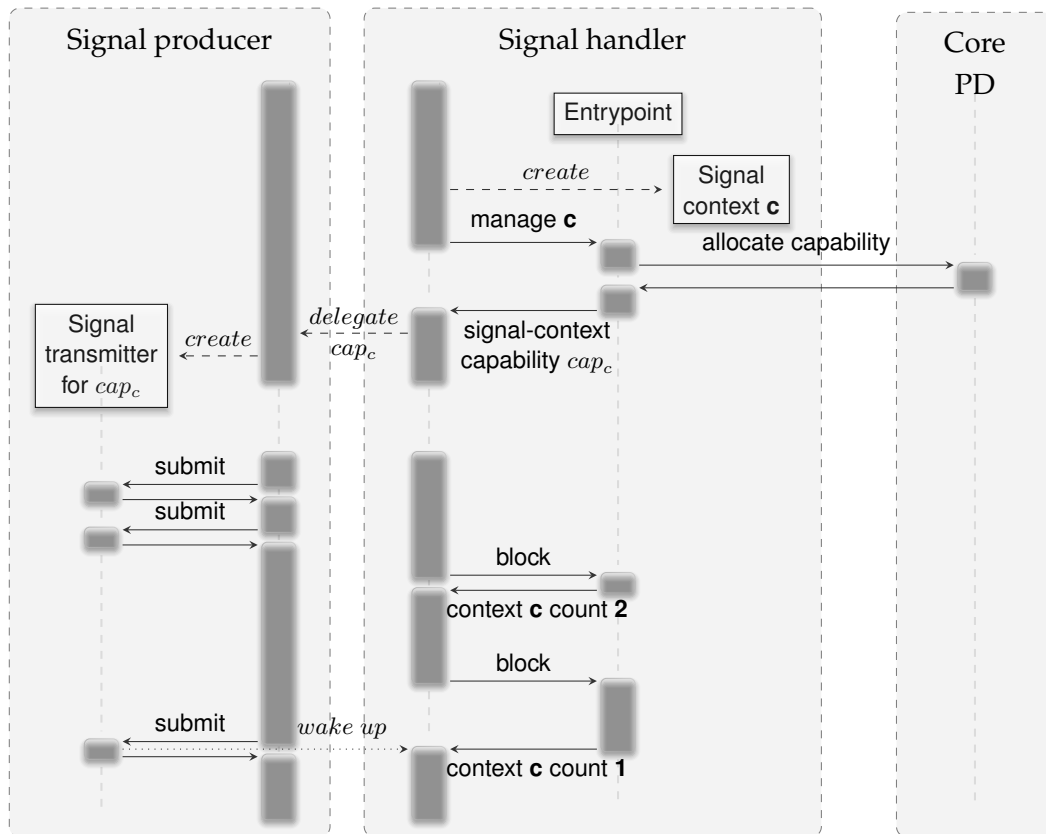 Signal producer
Signal handler
Core
PD
Entrypoint
create
Signal
context c
manage c
allocate capability
delegate
cap_c
signal-context
capability cap_c
create
Signal
transmitter
for cap_c
submit
submit
block
context c count 2
block
submit
wake up
context c count 1